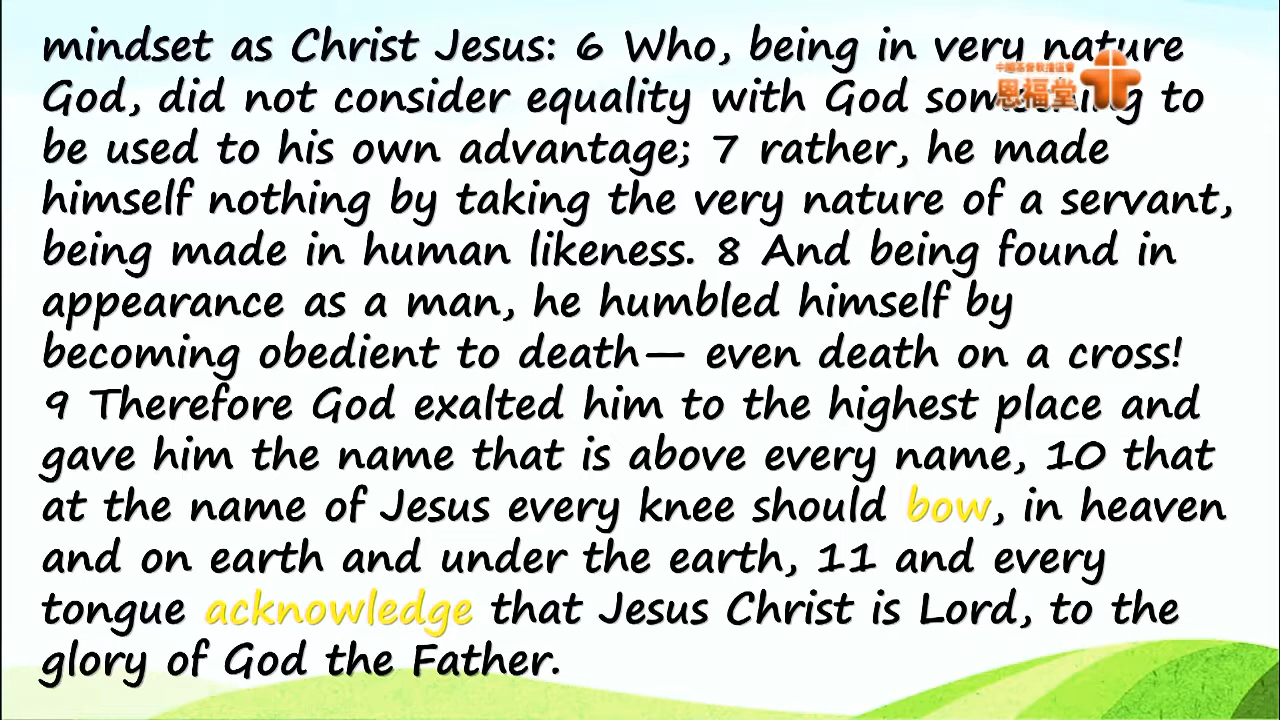 mindset as Christ Jesus: 6 Who, being in very nature
God, did not consider equality with God something to
be used to his own advantage; 7 rather, he made
himself nothing by taking the very nature of a servant,
being made in human likeness. 8 And being found in
appearance as a man, he humbled himself by
becoming obedient to death— even death on a cross!
9 Therefore God exalted him to the highest place and
gave him the name that is above every name, 10 that
at the name of Jesus every knee should bow, in heaven
and on earth and under the earth, 11 and every
tongue acknowledge that Jesus Christ is Lord, to the
glory of God the Father.
恩福堂